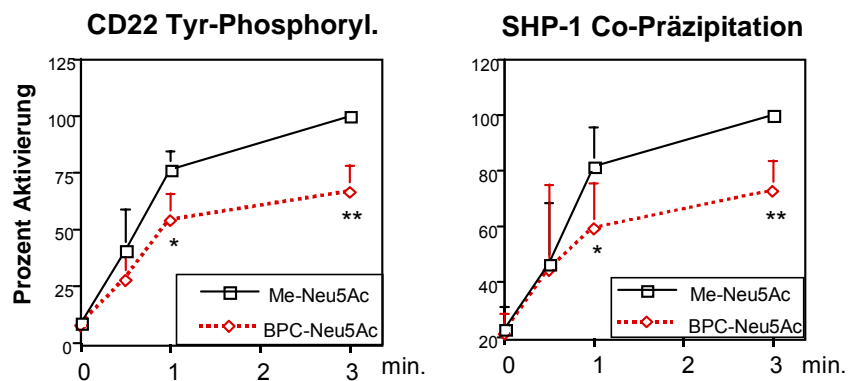 CD22 Tyr-Phosphoryl.
SHP-1 Co-Präzipitation
Prozent Aktivierung
125
100
75
50
25
0
*
**
Me-Neu5Ac
BPC-Neu5Ac
0 1 2 3 min.
120
100
80
60
40
20
*
**
Me-Neu5Ac
BPC-Neu5Ac
0 1 2 3 min.